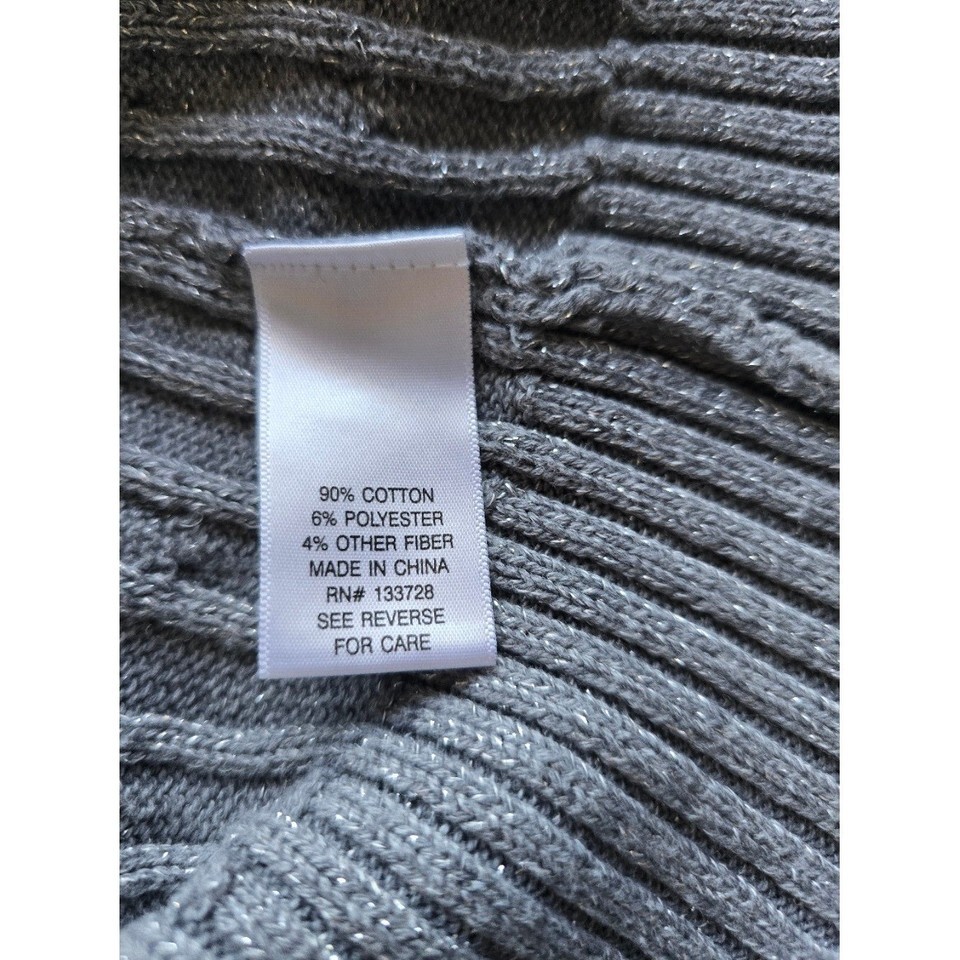 90% COTTON
6% POLYESTER
4% OTHER FIBER
MADE IN CHINA
RN# 133728
SEE REVERSE
FOR CARE